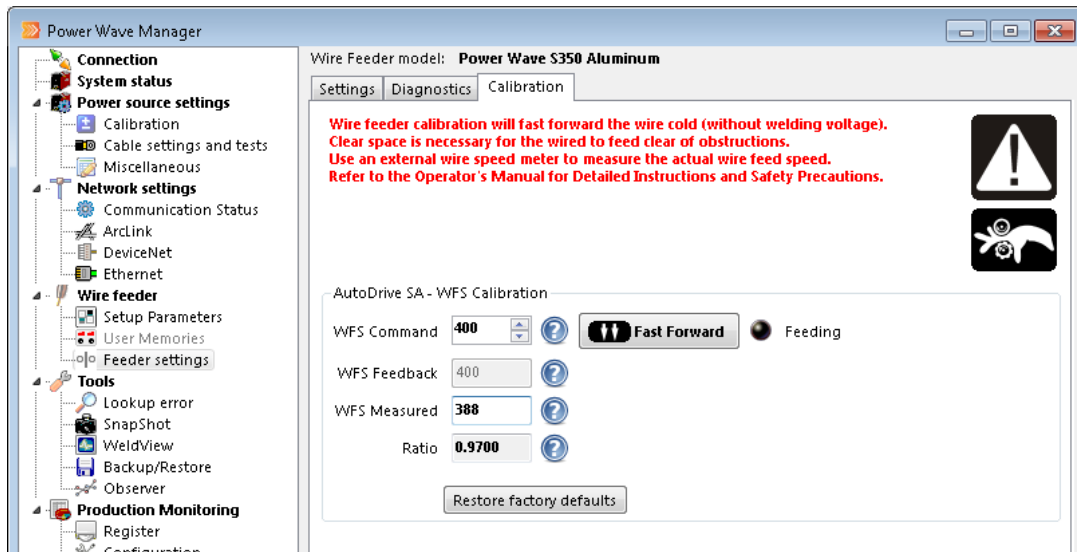 Power Wave Manager
Connection
System status
Power source settings
Calibration
Cable settings and tests
Miscellaneous
Network settings
Communication Status
ArcLink
DeviceNet
Ethernet
Wire feeder
Setup Parameters
User Memories
Feeder settings
Tools
Lookup error
SnapShot
WeldView
Backup/Restore
Observer
Production Monitoring
Register
Configuration
Wire Feeder model: Power Wave S350 Aluminum
Settings Diagnostics Calibration
Wire feeder calibration will fast forward the wire cold (without welding voltage).
Clear space is necessary for the wired to feed clear of obstructions.
Use an external wire speed meter to measure the actual wire feed speed.
Refer to the Operator's Manual for Detailed Instructions and Safety Precautions.
AutoDrive SA - WFS Calibration
WFS Command 400 ? Fast Forward Feeding
WFS Feedback 400 ?
WFS Measured 388 ?
Ratio 0.9700 ?
Restore factory defaults